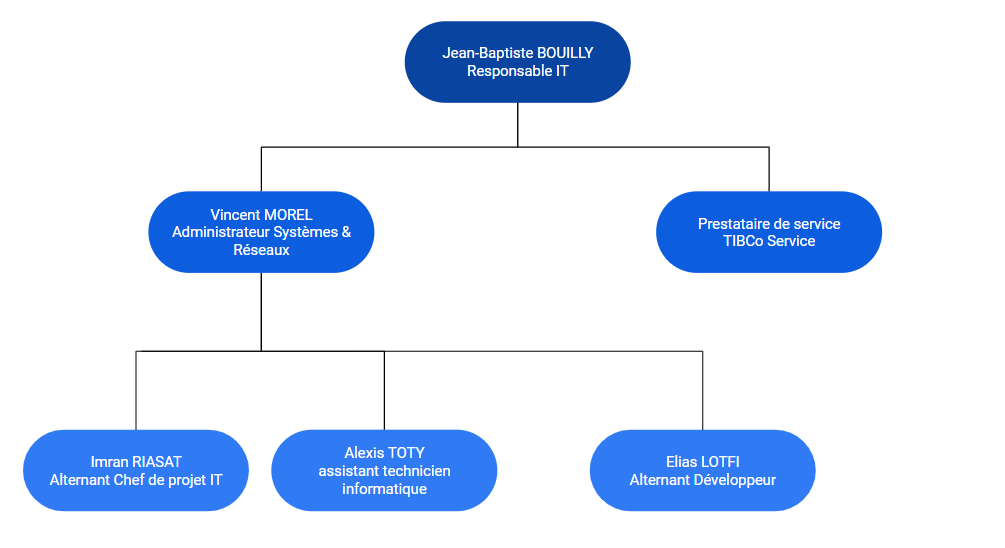 Jean-Baptiste BOUILLY
Responsable IT
Vincent MOREL
Administrateur Systèmes &
Réseaux
Prestataire de service
TIBCo Service
Imran RIASAT
Alternant Chef de projet IT
Alexis TOTY
assistant technicien
informatique
Elias LOTFI
Alternant Développeur